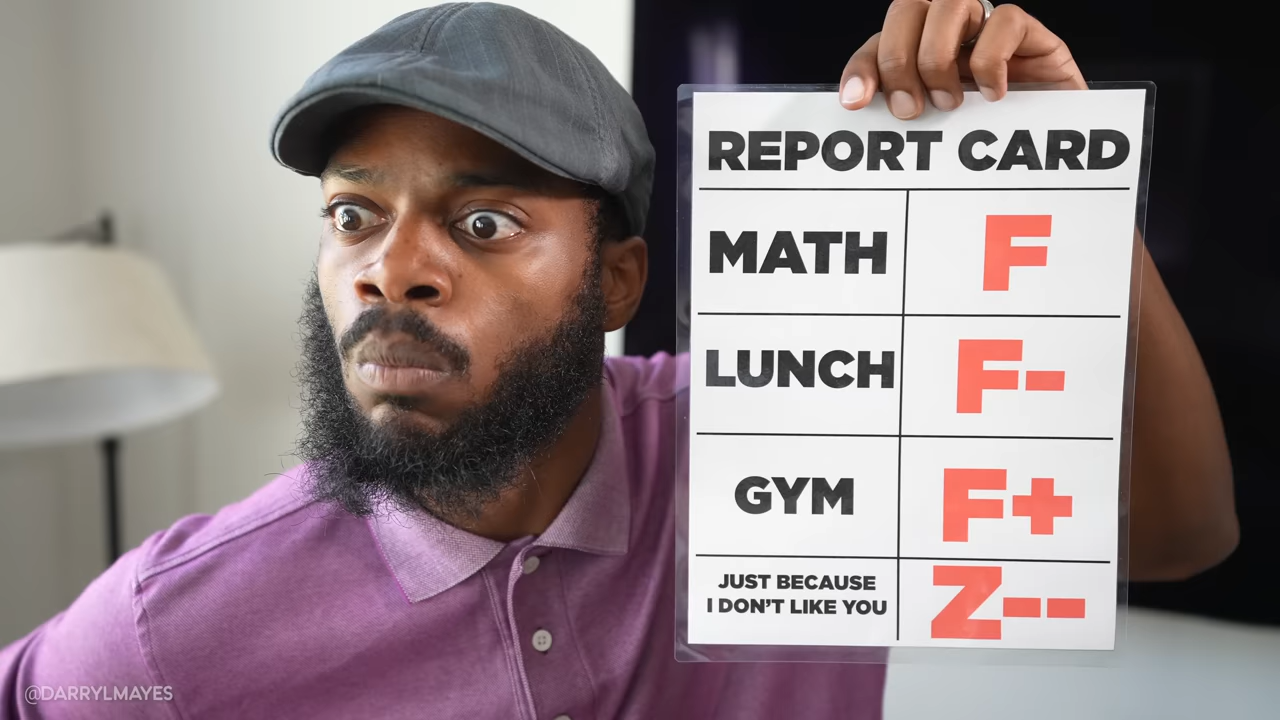 REPORT CARD
MATH F
LUNCH F-
GYM F+
JUST BECAUSE
I DON'T LIKE YOU Z--
@DARRYLMAYES